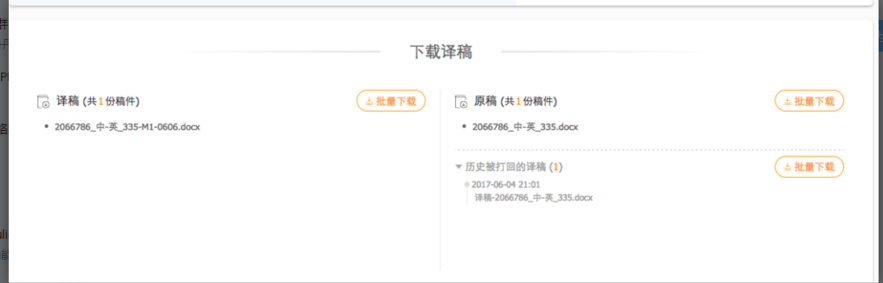 下载译稿
译稿 (共1份稿件)
批量下载
2066786_中-英_335-M1-0606.docx
原稿 (共1份稿件)
批量下载
2066786_中-英_335.docx
历史被打回的译稿 (1)
批量下载
2017-06-04 21:01
译稿-2066786_中-英_335.docx